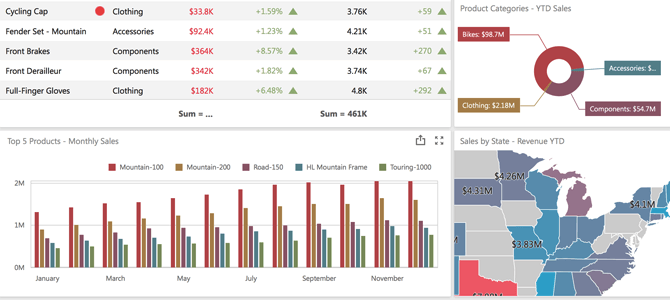 Cycling Cap Clothing $33.8K +1.59% 3.76K +59
Fender Set - Mountain Accessories $92.4K +1.23% 4.21K +51
Front Brakes Components $364K +8.57% 3.42K +270
Front Derailleur Components $342K +1.82% 3.74K +67
Full-Finger Gloves Clothing $182K +6.48% 4.8K +292
Sum = ... Sum = 461K
Product Categories - YTD Sales
Bikes: $98.7M
Accessories: $...
Clothing: $2.18M
Components: $54.7M
Top 5 Products - Monthly Sales
Mountain-100 Mountain-200 Road-150 HL Mountain Frame Touring-1000
2M
1M
0M
January March May July September November
Sales by State - Revenue YTD
$4.26M
$4.31M
$4.1M
$3.83M